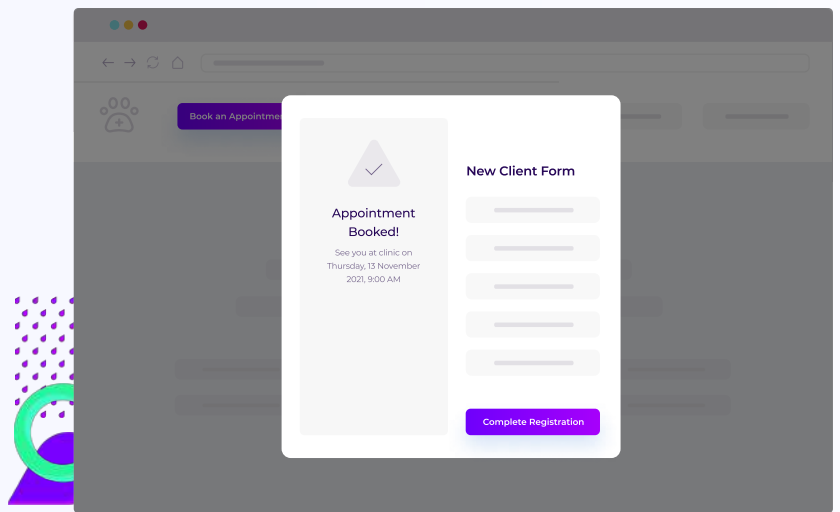 Book an Appointme
Appointment
Booked!
See you at clinic on
Thursday, 13 November
2021, 9:00 AM
New Client Form
Complete Registration